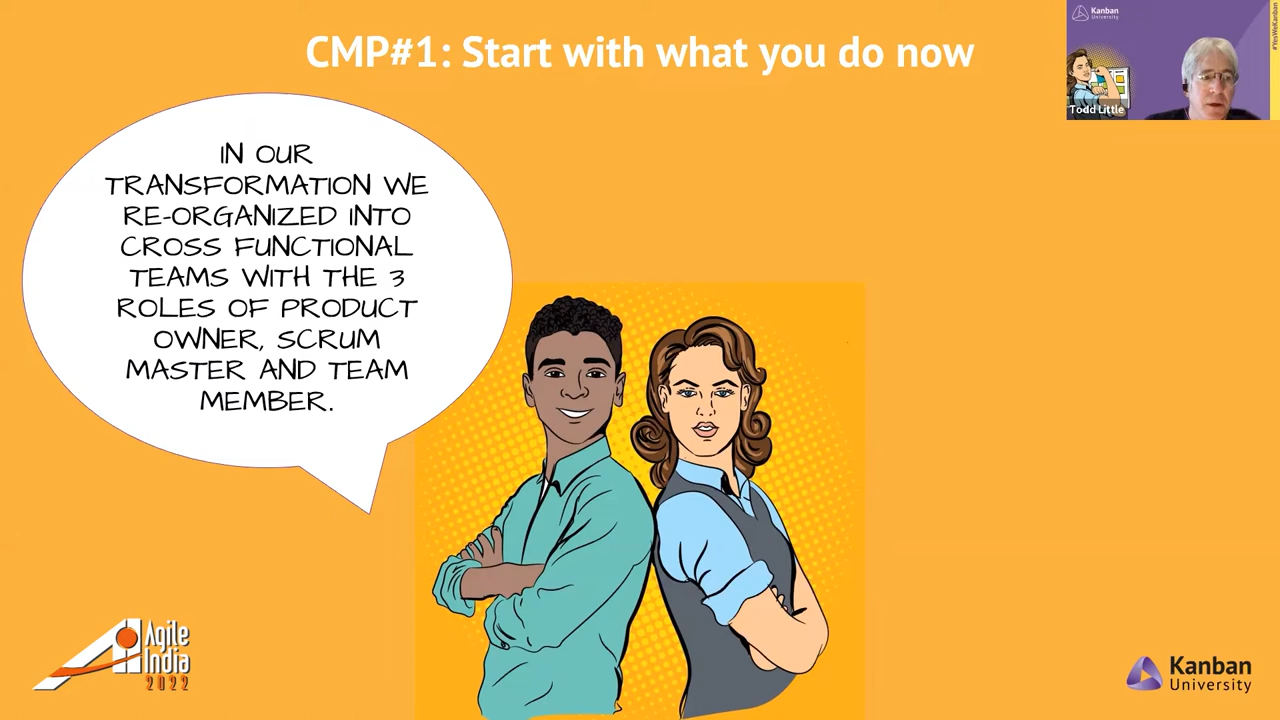 CMP#1: Start with what you do now
IN OUR
TRANSFORMATION WE
RE-ORGANIZED INTO
CROSS FUNCTIONAL
TEAMS WITH THE 3
ROLES OF PRODUCT
OWNER, SCRUM
MASTER AND TEAM
MEMBER.
Kanban
University
Todd Little
#YesWeKanban
Agile
India
2022
Kanban
University